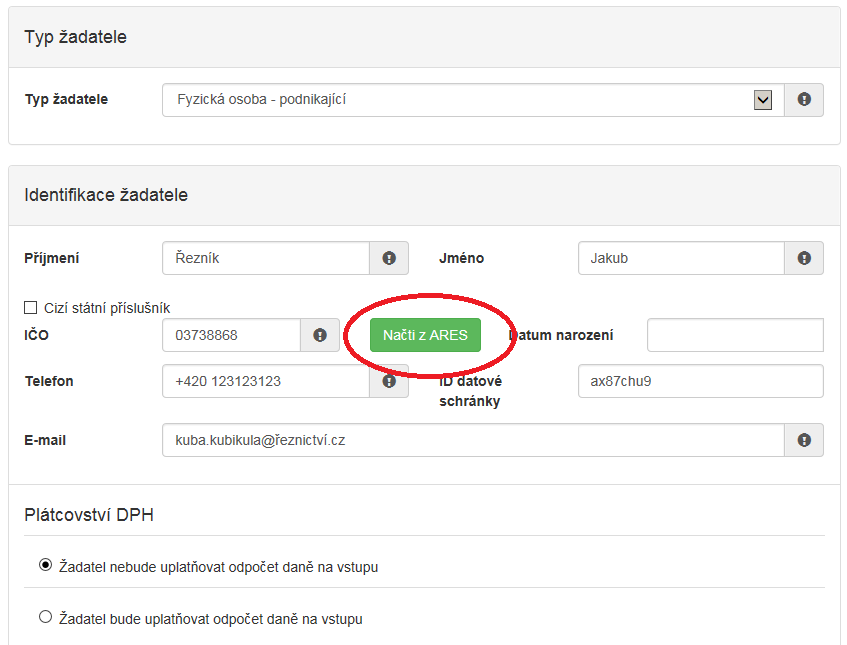 Typ žadatele
Typ žadatele Fyzická osoba - podnikající
Identifikace žadatele
Příjmení Řezník Jméno Jakub
Cizí státní příslušník
IČO 03738868 Načti z ARES Datum narození
Telefon +420 123123123 ID datové schránky ax87chu9
E-mail kuba.kubikula@řeznictví.cz
Plátcovství DPH
Žadatel nebude uplatňovat odpočet daně na vstupu
Žadatel bude uplatňovat odpočet daně na vstupu